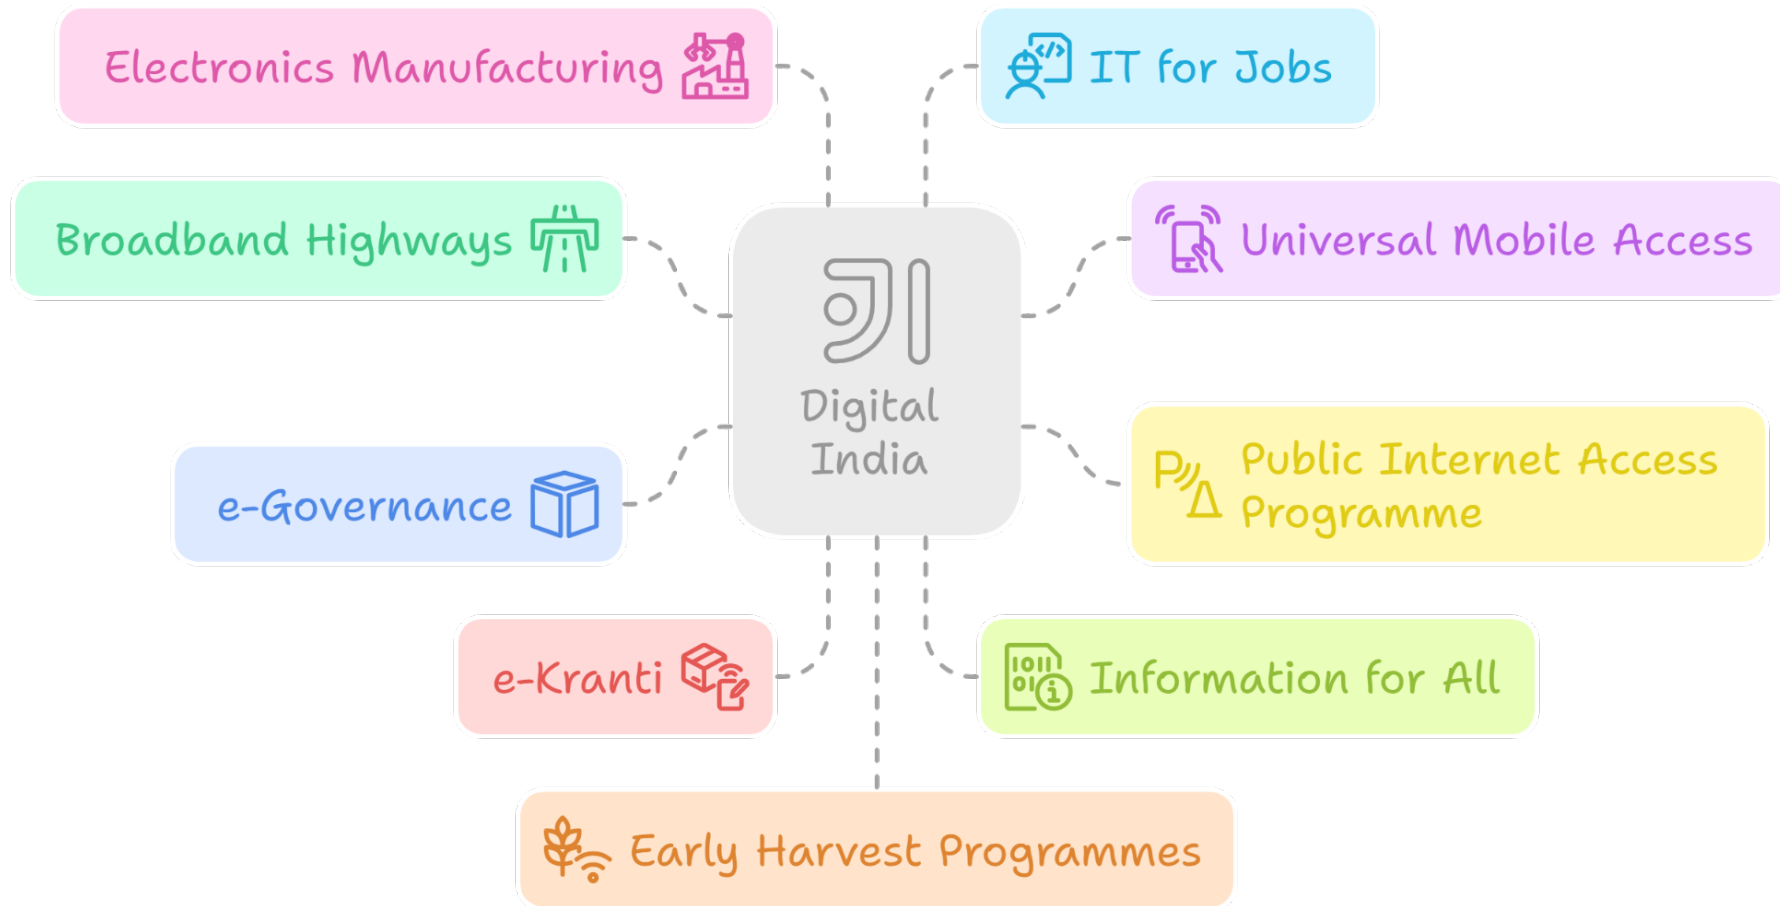 Electronics Manufacturing
IT for Jobs
Broadband Highways
Universal Mobile Access
Digital
India
Public Internet Access
Programme
e-Governance
e-Kranti
Information for All
Early Harvest Programmes